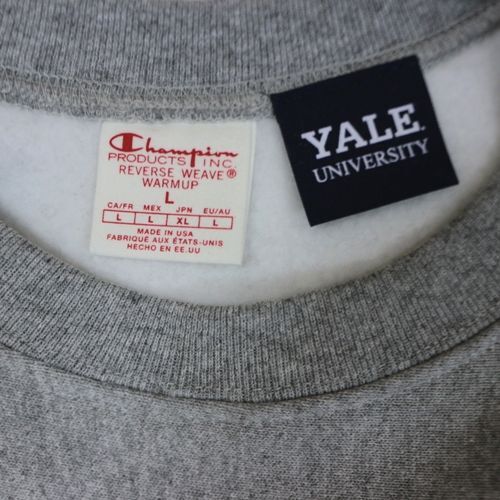 Champion
PRODUCTS INC.
REVERSE WEAVE®
WARMUP
L
CA/FR MEX JPN EU/AU
L L XL L
MADE IN USA
FABRIQUÉ AUX ÉTATS-UNIS
HECHO EN EE.UU
YALE
UNIVERSITY